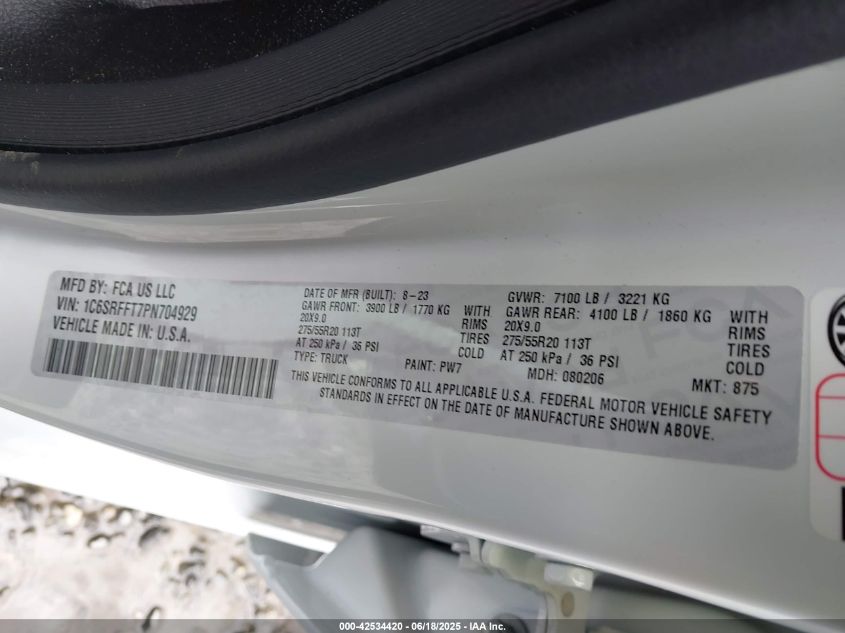 MFD BY: FCA US LLC
VIN: 1C6SRFFT7PN704929
VEHICLE MADE IN: U.S.A.
DATE OF MFR (BUILT): 8-23
GAWR FRONT: 3900 LB / 1770 KG WITH
20X9.0 RIMS
275/55R20 113T TIRES
AT 250 kPa / 36 PSI COLD
TYPE: TRUCK
PAINT: PW7
GVWR: 7100 LB / 3221 KG
GAWR REAR: 4100 LB / 1860 KG WITH
20X9.0 RIMS
275/55R20 113T TIRES
AT 250 kPa / 36 PSI COLD
MDH: 080206
MKT: 875
THIS VEHICLE CONFORMS TO ALL APPLICABLE U.S.A. FEDERAL MOTOR VEHICLE SAFETY
STANDARDS IN EFFECT ON THE DATE OF MANUFACTURE SHOWN ABOVE.
000-42534420 - 06/18/2025 - © IAA, Inc.